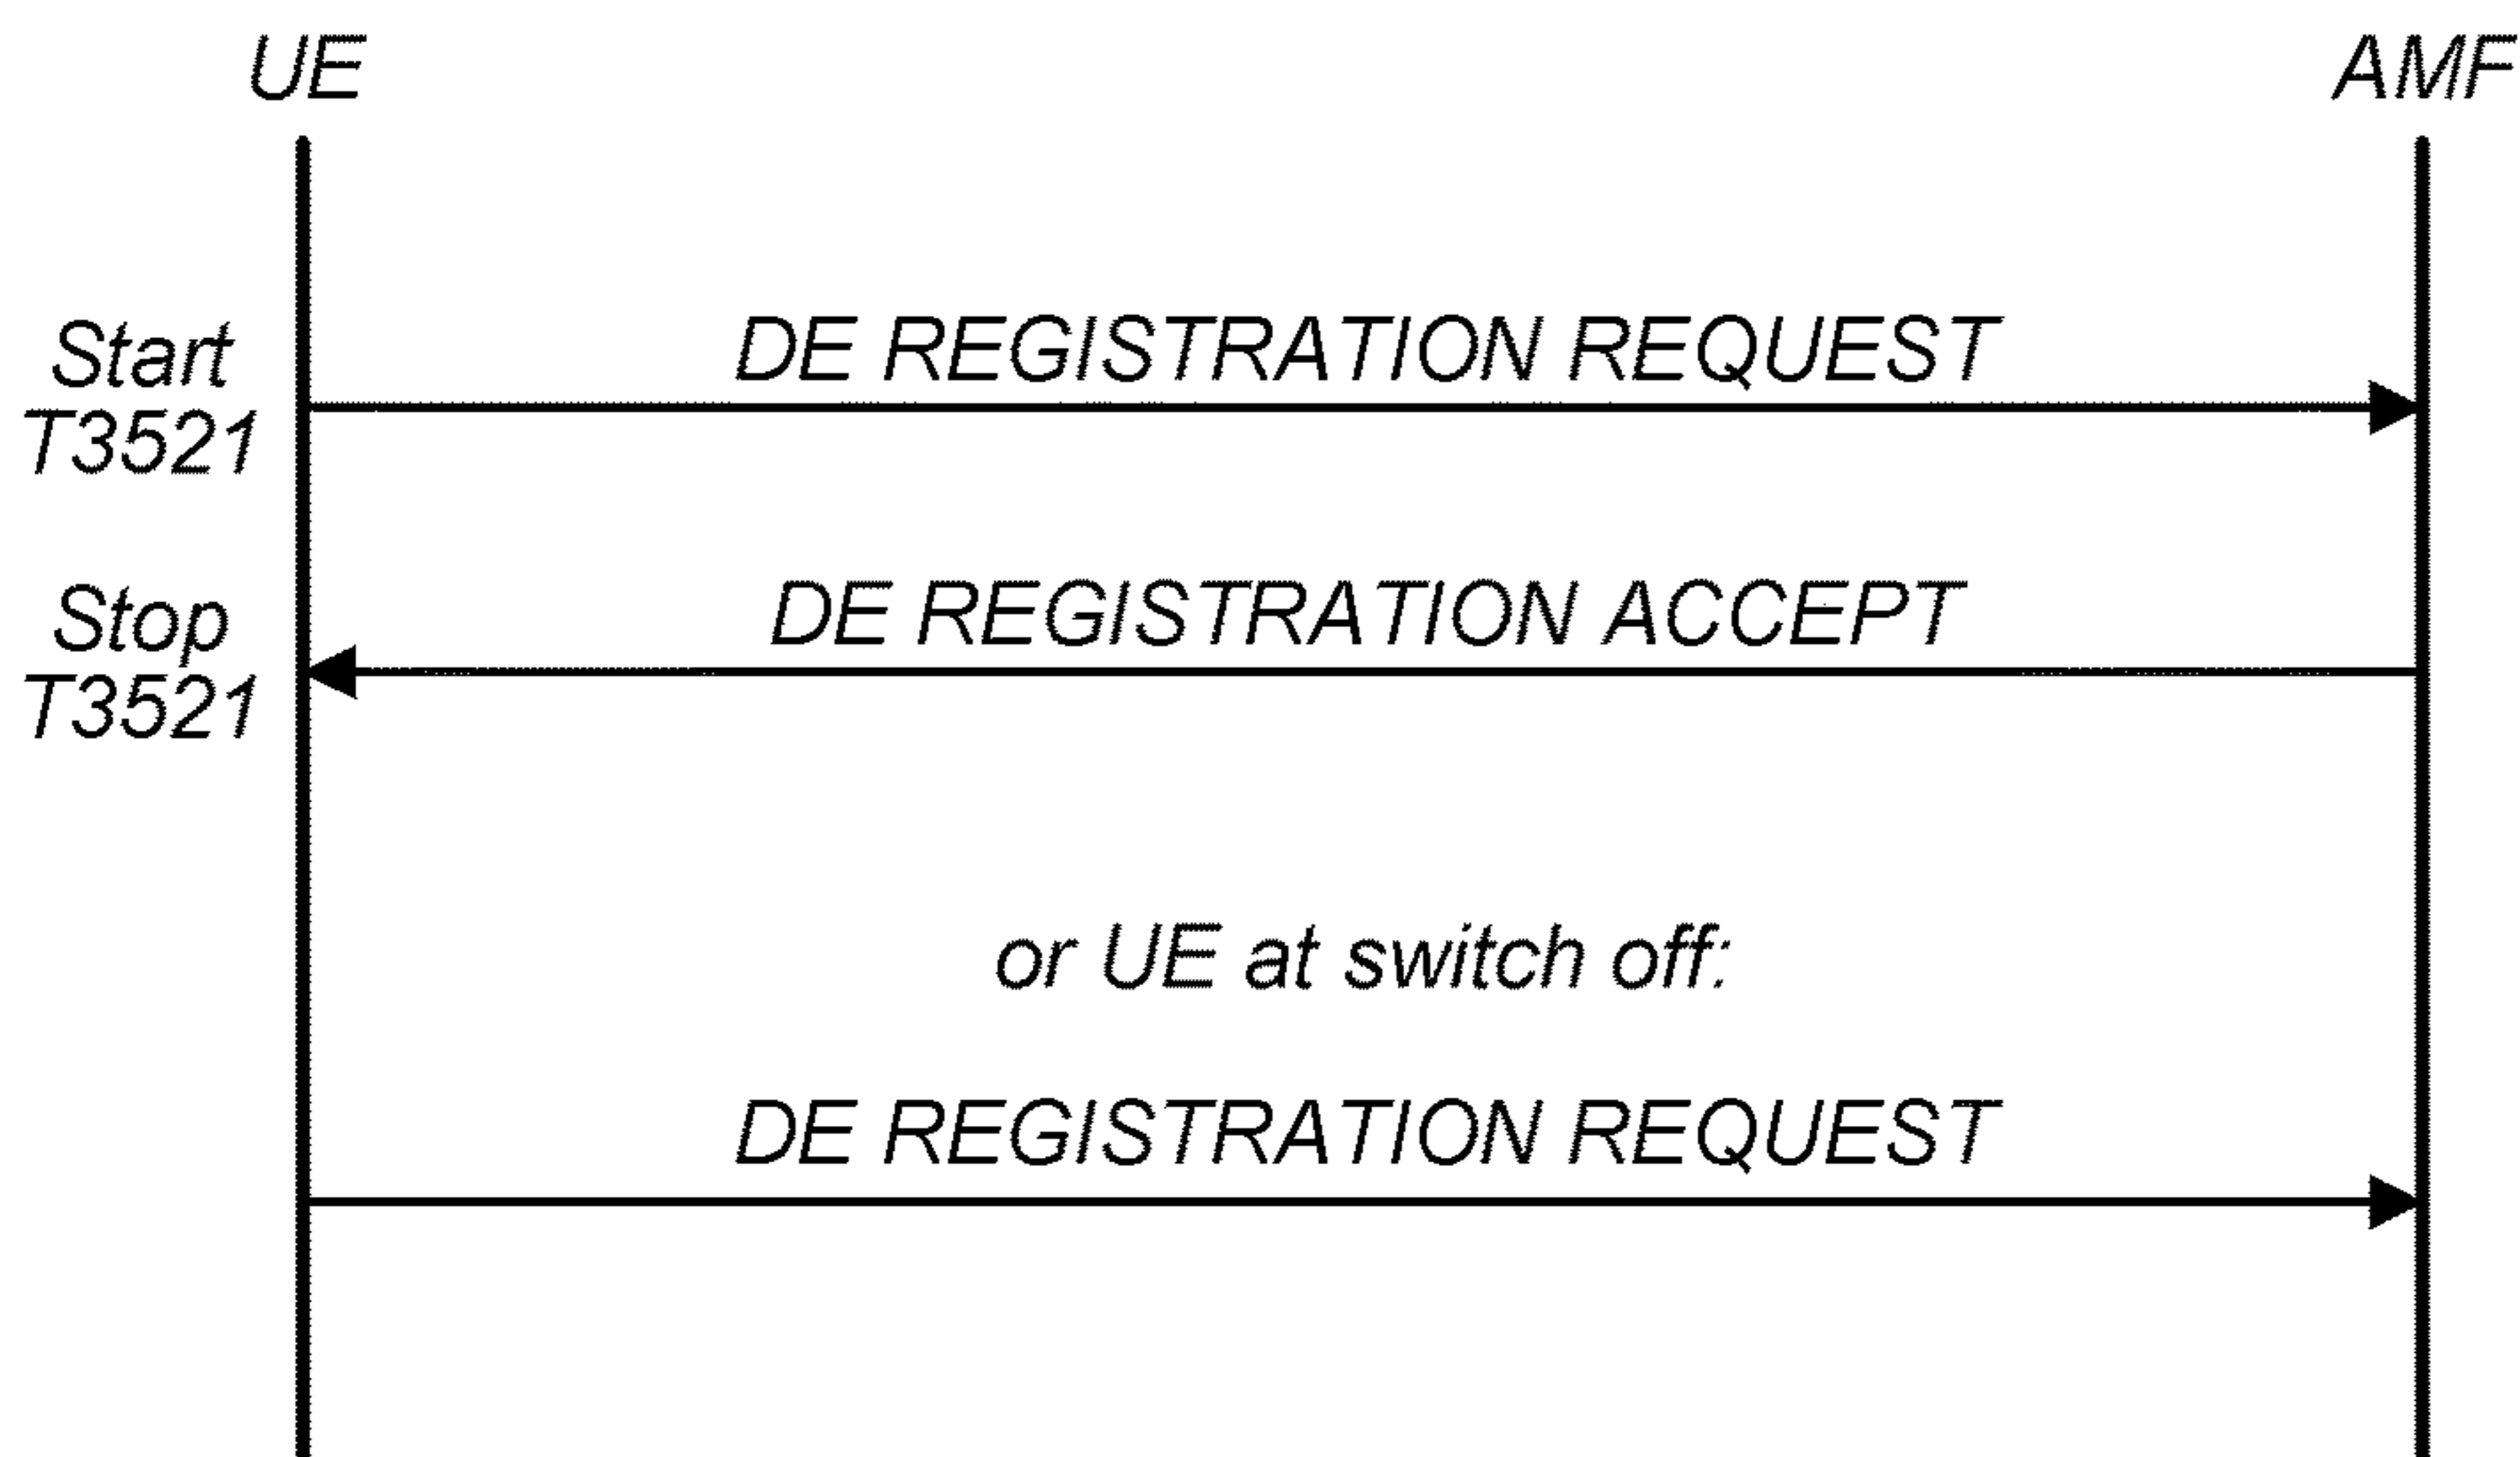 UE
AMF
DE REGISTRATION REQUEST
Start
T3521
DE REGISTRATION ACCEPT
Stop
T3521
or UE at switch off:
DE REGISTRATION REQUEST